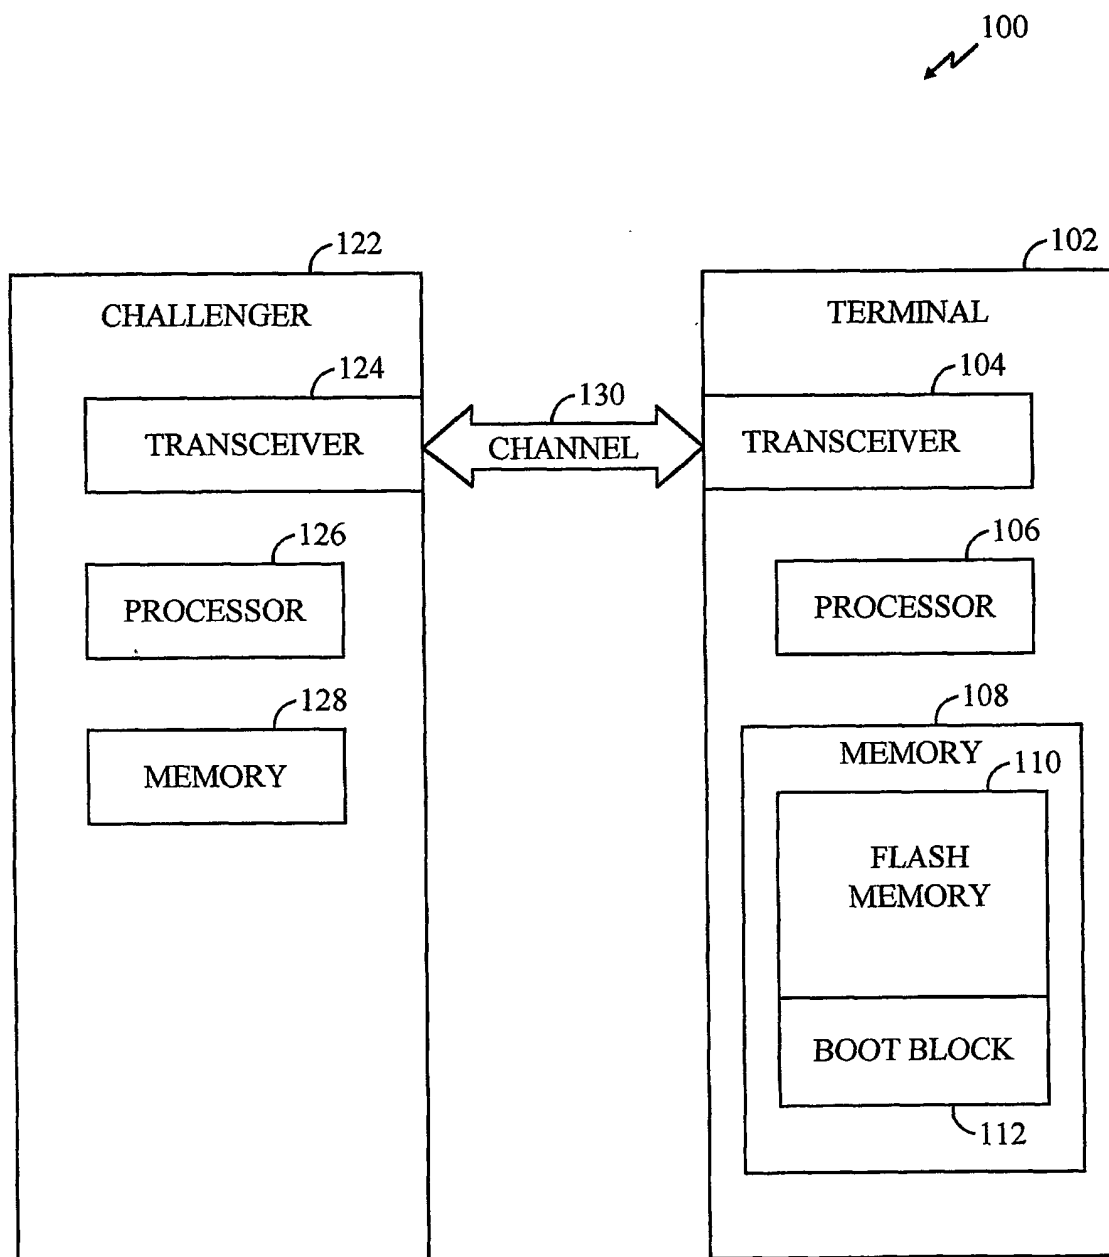 100
122
102
CHALLENGER
TERMINAL
124
104
130
TRANSCEIVER
CHANNEL
TRANSCEIVER
126
106
PROCESSOR
PROCESSOR
128
108
MEMORY
MEMORY
110
FLASH
MEMORY
BOOT BLOCK
112